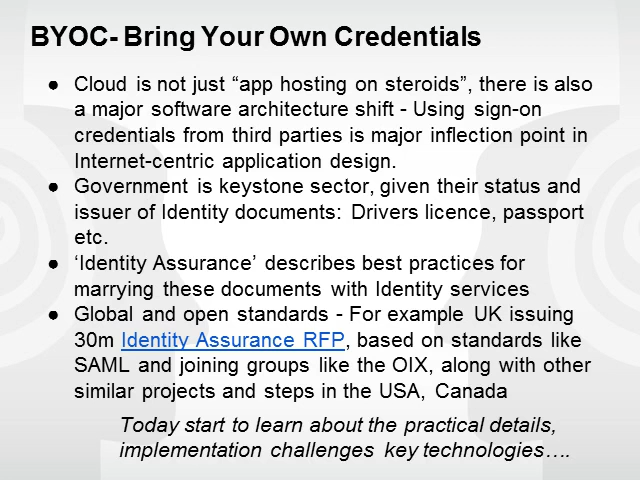 BYOC- Bring Your Own Credentials
● Cloud is not just “app hosting on steroids”, there is also
a major software architecture shift - Using sign-on
credentials from third parties is major inflection point in
Internet-centric application design.
● Government is keystone sector, given their status and
issuer of Identity documents: Drivers licence, passport
etc.
● ‘Identity Assurance’ describes best practices for
marrying these documents with Identity services
● Global and open standards - For example UK issuing
30m Identity Assurance RFP, based on standards like
SAML and joining groups like the OIX, along with other
similar projects and steps in the USA, Canada
Today start to learn about the practical details,
implementation challenges key technologies….